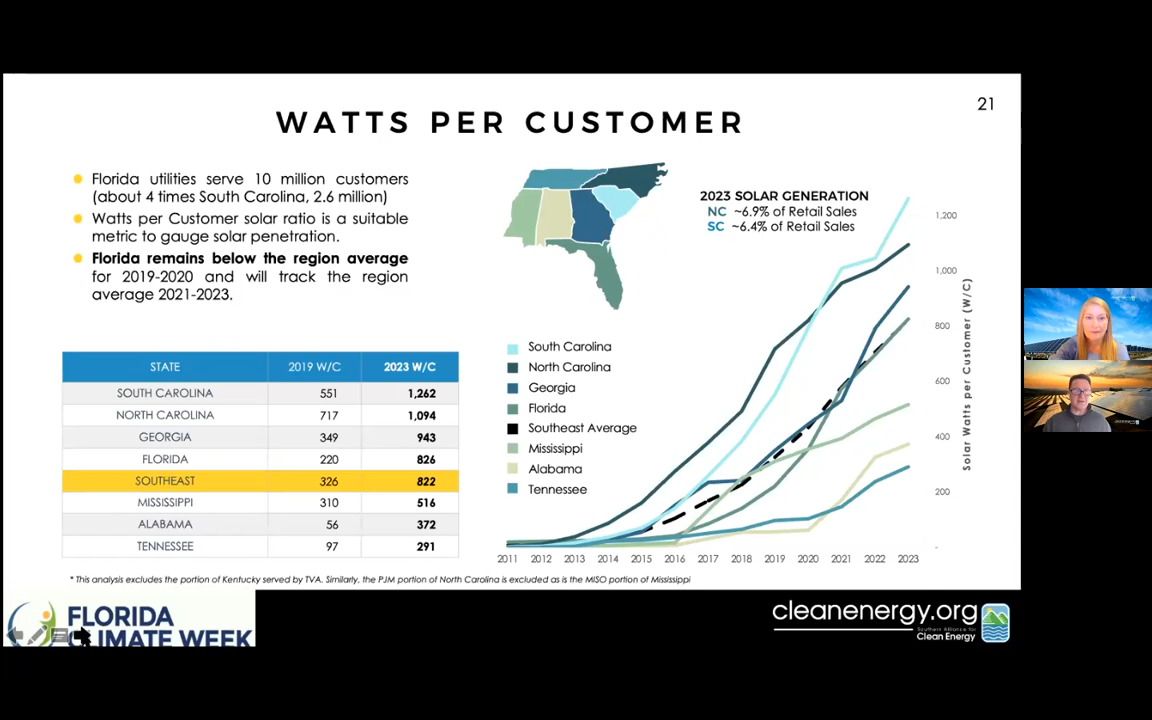 21
WATTS PER CUSTOMER
Florida utilities serve 10 million customers
(about 4 times South Carolina, 2.6 million)
Watts per Customer solar ratio is a suitable
metric to gauge solar penetration.
Florida remains below the region average
for 2019-2020 and will track the region
average 2021-2023.
STATE 2019 W/C 2023 W/C
SOUTH CAROLINA 551 1,262
NORTH CAROLINA 717 1,094
GEORGIA 349 943
FLORIDA 220 826
SOUTHEAST 326 822
MISSISSIPPI 310 516
ALABAMA 56 372
TENNESSEE 97 291
2023 SOLAR GENERATION
NC ~6.9% of Retail Sales
SC ~6.4% of Retail Sales
South Carolina
North Carolina
Georgia
Florida
Southeast Average
Mississippi
Alabama
Tennessee
1,200
1,000
800
600
400
200
-
Solar Watts per Customer (W/C)
2011 2012 2013 2014 2015 2016 2017 2018 2019 2020 2021 2022 2023
* This analysis excludes the portion of Kentucky served by TVA. Similarly, the PJM portion of North Carolina is excluded as is the MISO portion of Mississippi
FLORIDA
CLIMATE WEEK
cleanenergy.org
Southern Alliance for
Clean Energy